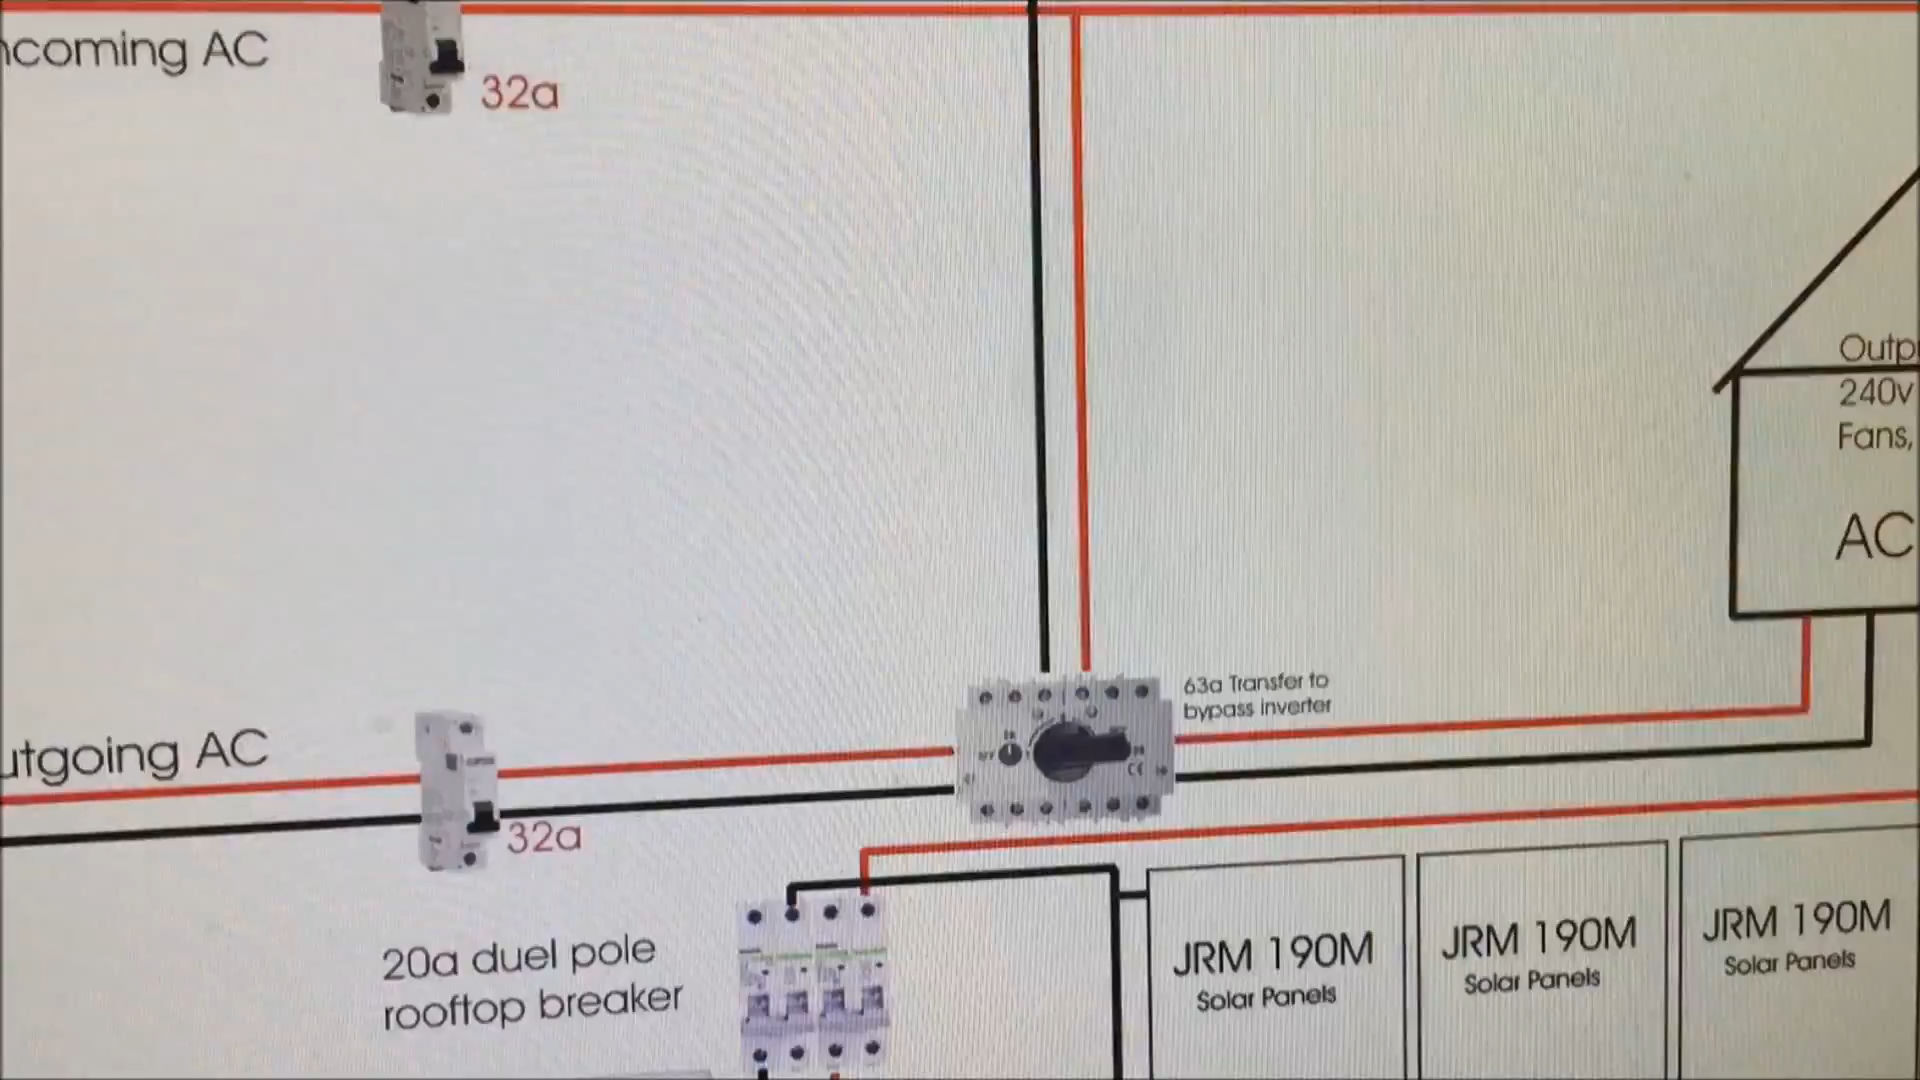 ncoming AC
32a
Outp
240v
Fans,
AC
63a Transfer to
bypass inverter
utgoing AC
32a
20a duel pole
rooftop breaker
JRM 190M
Solar Panels
JRM 190M
Solar Panels
JRM 190M
Solar Panels